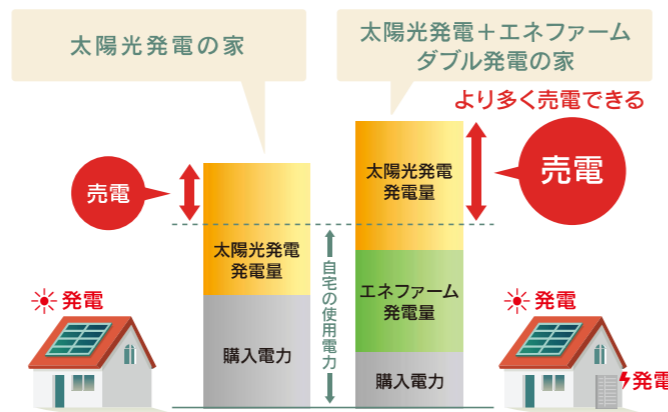 太陽光発電の家
太陽光発電＋エネファーム
ダブル発電の家
より多く売電できる
売電
太陽光発電
発電量
購入電力
自宅の使用電力
太陽光発電
発電量
エネファーム
発電量
購入電力
売電
発電
発電
発電